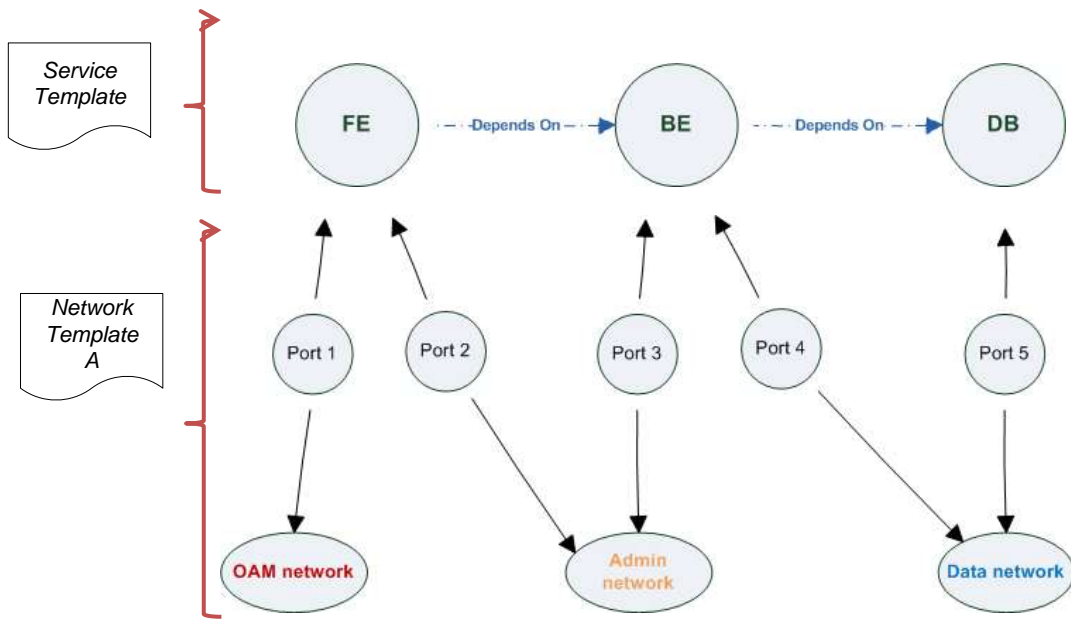 Service
Template
FE
Depends On
BE
Depends On
DB
Network
Template
A
Port 1
Port 2
Port 3
Port 4
Port 5
OAM network
Admin
network
Data network